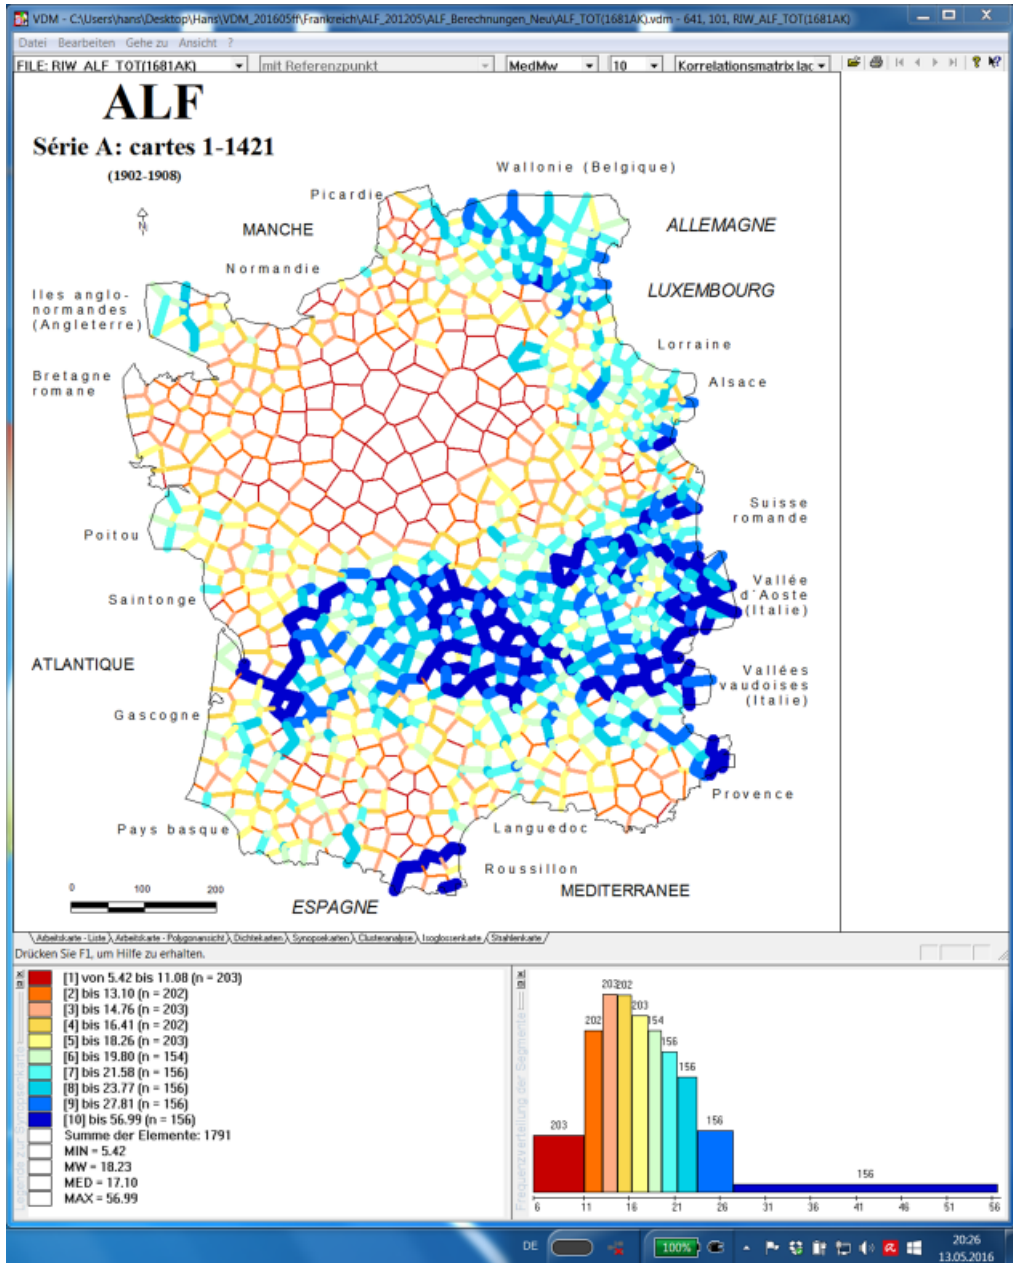 VDM - C:\Users\hans\Desktop\Hans\VDM_201605ff\Frankreich\ALF_201205\ALF_Berechnungen_Neu\ALF_TOT(1681AK).vdm - 641, 101, RIW_ALF_TOT(1681AK)
Datei Bearbeiten Gehe zu Ansicht ?
FILE: RIW_ALF_TOT(1681AK) mit Referenzpunkt MedMw 10 Korrelationsmatrix lac
ALF
Série A: cartes 1-1421
(1902-1908)
Wallonie (Belgique)
Picardie
N
MANCHE
ALLEMAGNE
Normandie
Iles anglo-
normandes
(Angleterre)
LUXEMBOURG
Lorraine
Bretagne
romane
Alsace
Suisse
romande
Poitou
Vallée
d'Aoste
(Italie)
Saintonge
ATLANTIQUE
Vallées
vaudoises
(Italie)
Gascogne
Provence
Pays basque
Languedoc
Roussillon
0 100 200
MEDITERRANEE
ESPAGNE
Arbeitskarte - Liste Arbeitskarte - Polygonansicht Dichtekarten Synopsekarten Clusteranalyse Isoglossenkarte Strahlenkarte
Drücken Sie F1, um Hilfe zu erhalten.
Legende zur Synopsenkarte
[1] von 5.42 bis 11.08 (n = 203)
[2] bis 13.10 (n = 202)
[3] bis 14.76 (n = 203)
[4] bis 16.41 (n = 202)
[5] bis 18.26 (n = 203)
[6] bis 19.80 (n = 154)
[7] bis 21.58 (n = 156)
[8] bis 23.77 (n = 156)
[9] bis 27.81 (n = 156)
[10] bis 56.99 (n = 156)
Summe der Elemente: 1791
MIN = 5.42
MW = 18.23
MED = 17.10
MAX = 56.99
Frequenzverteilung der Segmente
203 202 203 202 203 154 156 156 156 156
6 11 16 21 26 31 36 41 46 51 56
DE 100% 20:26
13.05.2016